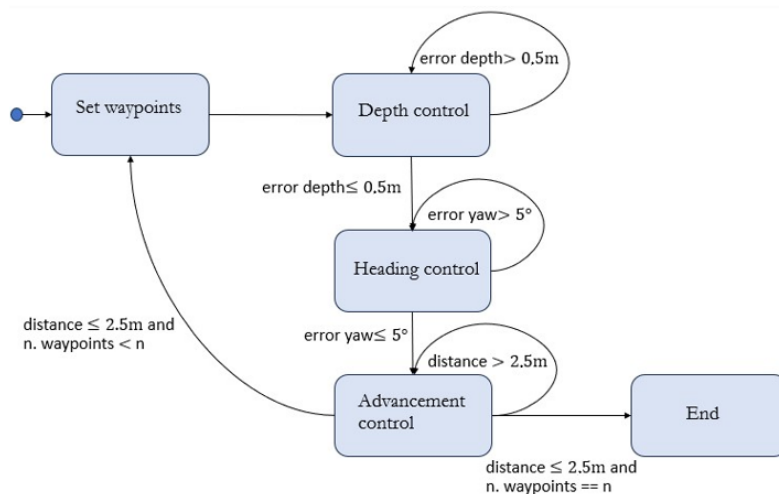 error depth> 0.5m
Set waypoints
Depth control
error depth≤ 0.5m
error yaw> 5°
Heading control
distance ≤ 2.5m and
n. waypoints < n
error yaw≤ 5°
distance > 2.5m
Advancement
control
End
distance ≤ 2.5m and
n. waypoints == n